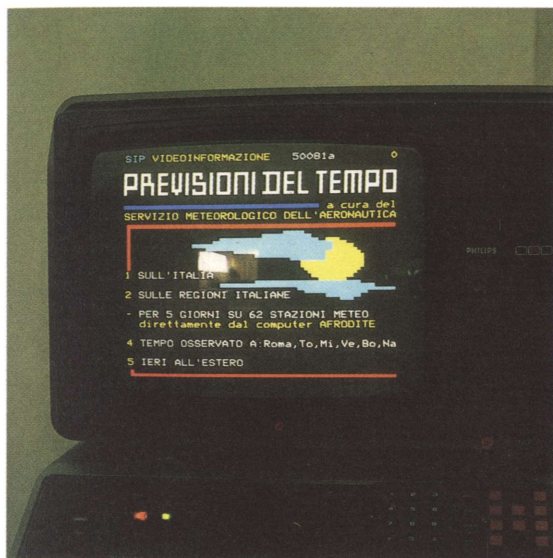 SIP VIDEOINFORMAZIONE 50081a 0
PREVISIONI DEL TEMPO
a cura del
SERVIZIO METEOROLOGICO DELL'AERONAUTICA
1 SULL'ITALIA
2 SULLE REGIONI ITALIANE
- PER 5 GIORNI SU 62 STAZIONI METEO
direttamente dal computer AFRODITE
4 TEMPO OSSERVATO A:Roma,To,Mi,Ve,Bo,Na
5 IERI ALL'ESTERO
PHILIPS